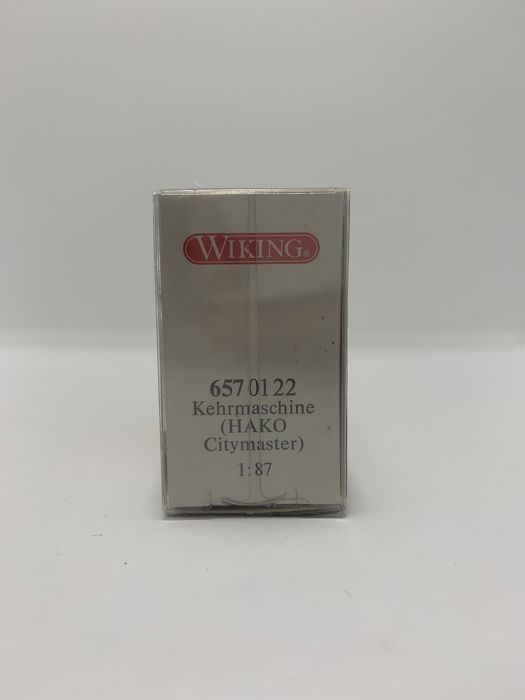 WIKING®
657 01 22
Kehrmaschine
(HAKO
Citymaster)
1:87